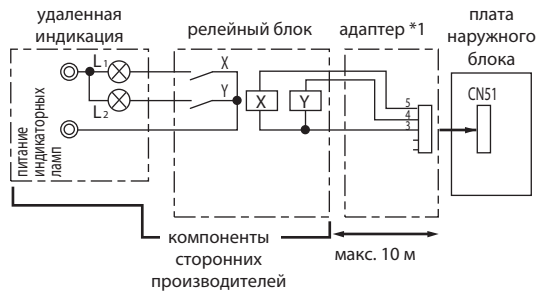 удаленная
индикация
релейный блок
адаптер *1
плата
наружного
блока
L1
L2
X
Y
X
Y
5
4
3
CN51
питание
индикаторных
ламп
компоненты
сторонних
производителей
макс. 10 м